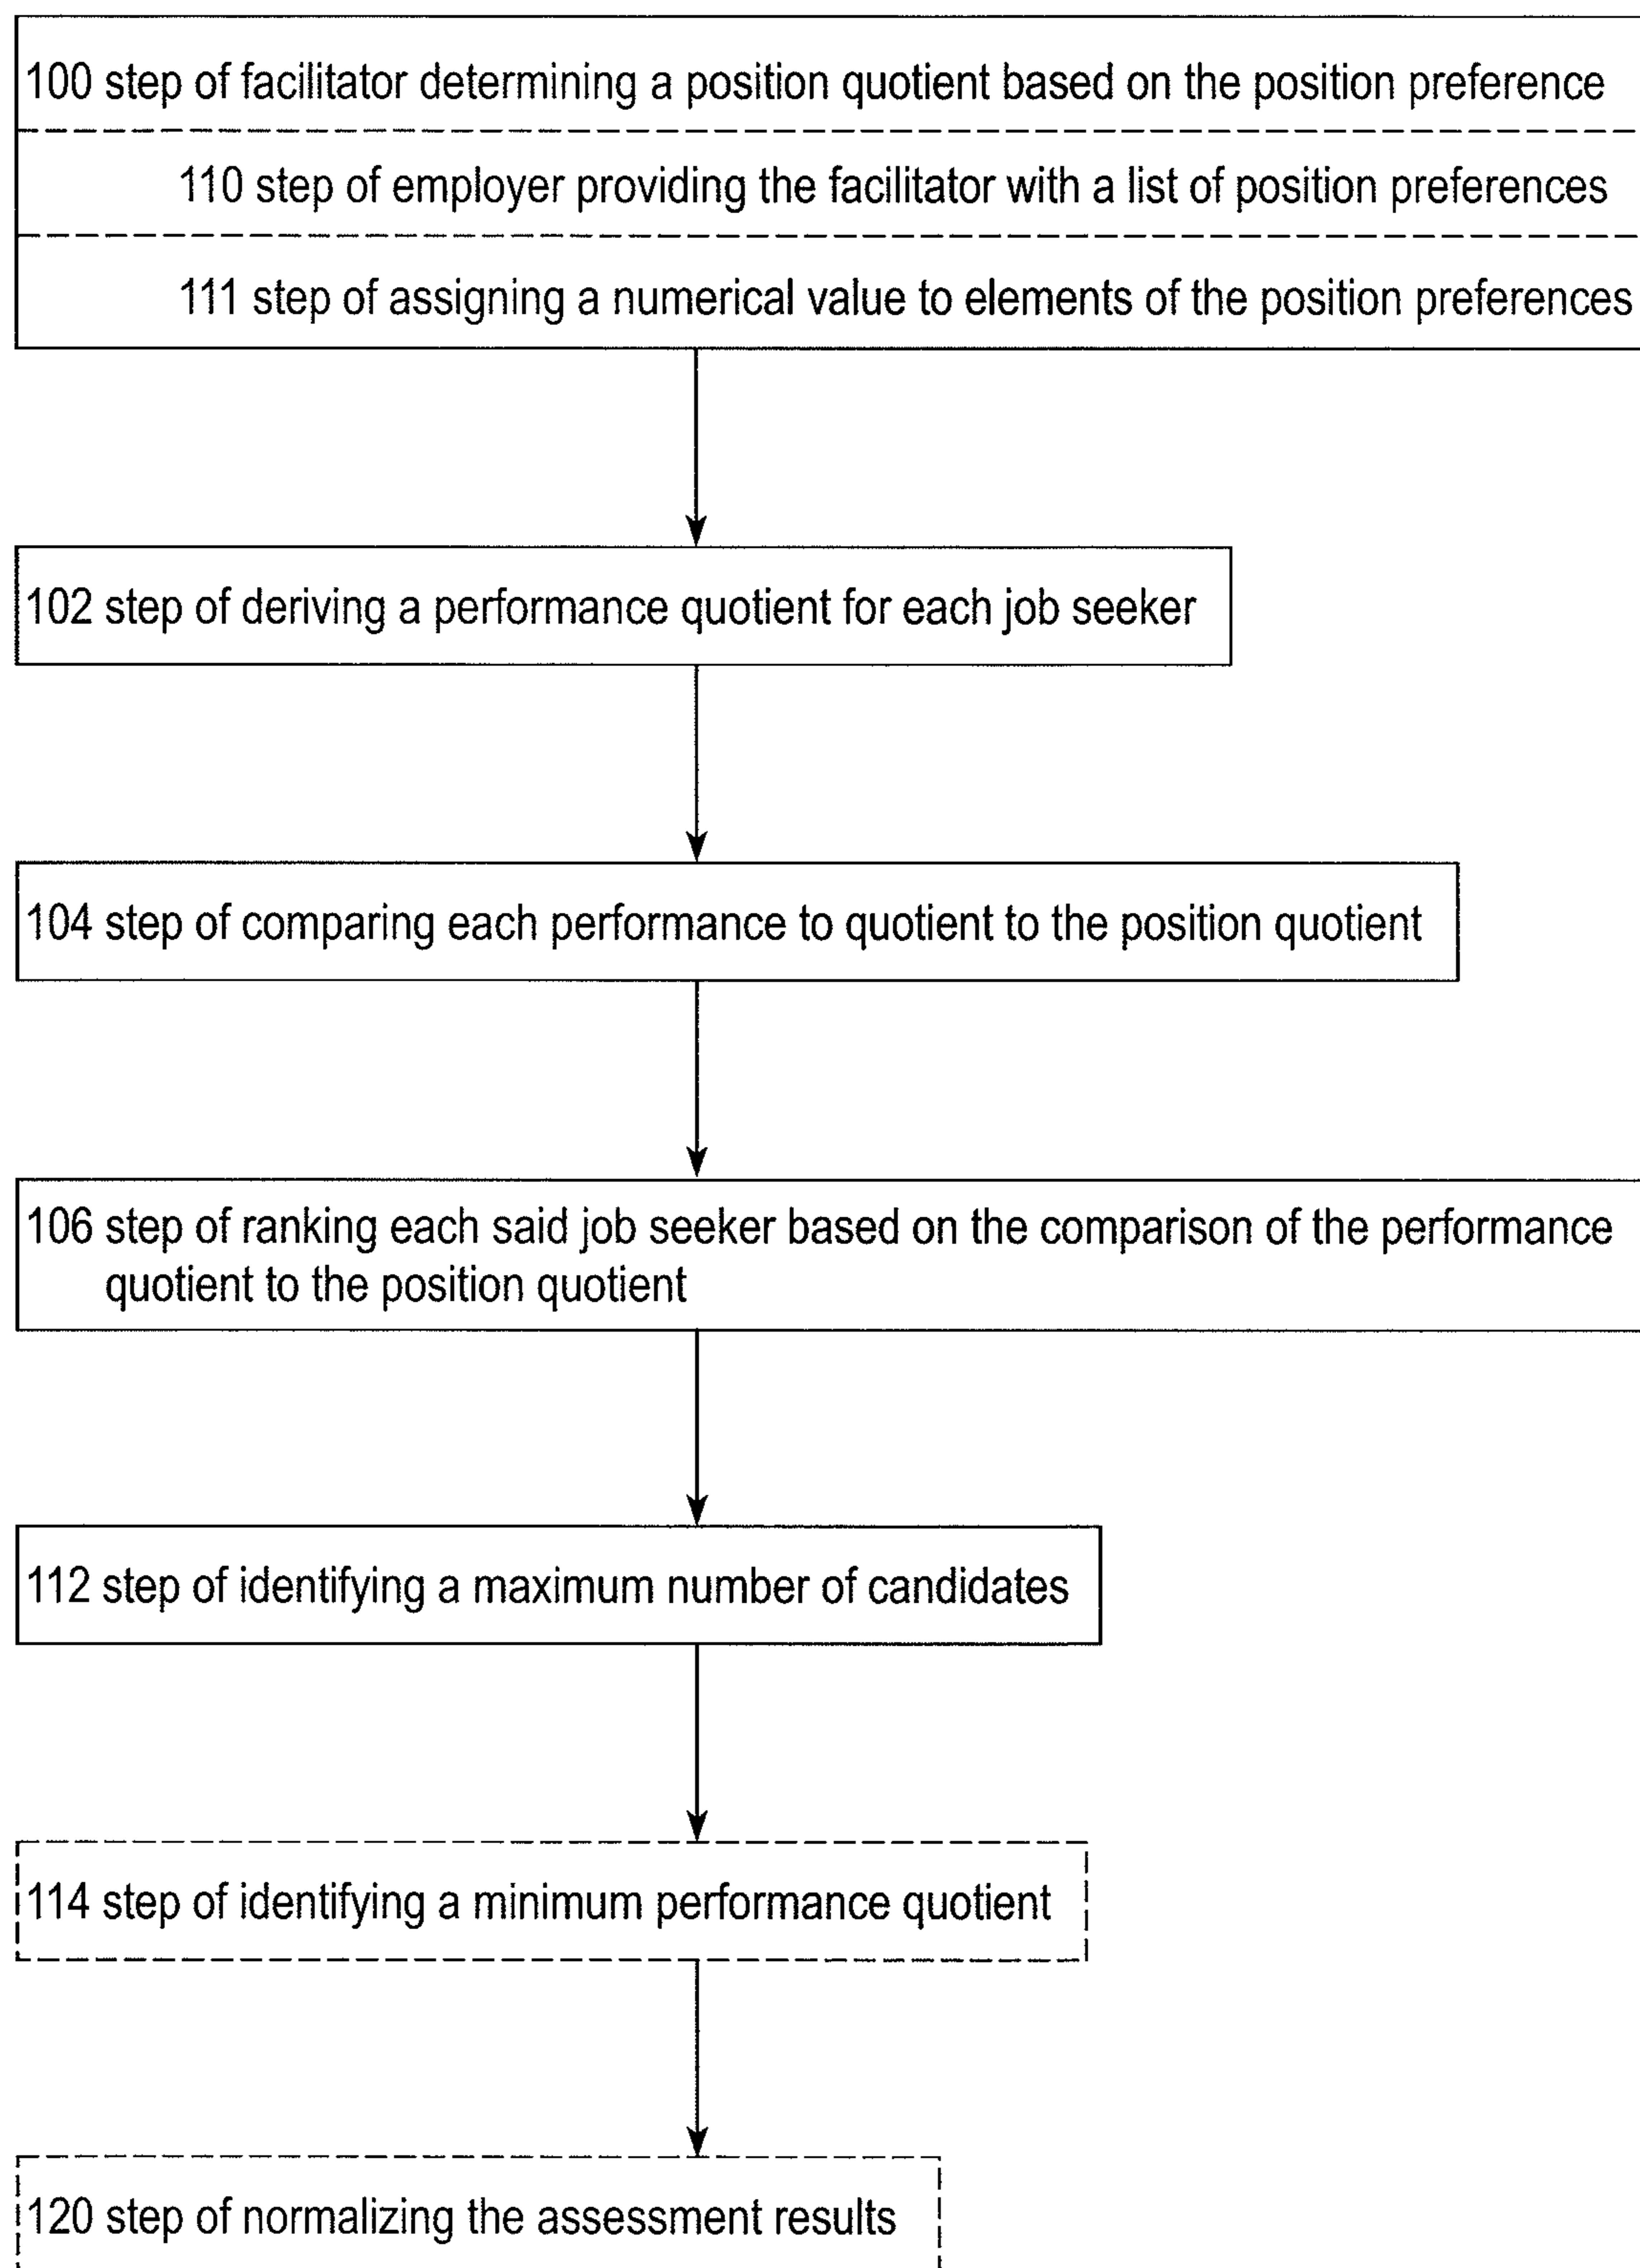 100 step of facilitator determining a position quotient based on the position preference
110 step of employer providing the facilitator with a list of position preferences
111 step of assigning a numerical value to elements of the position preferences
102 step of deriving a performance quotient for each job seeker
104 step of comparing each performance to quotient to the position quotient
106 step of ranking each said job seeker based on the comparison of the performance
quotient to the position quotient
112 step of identifying a maximum number of candidates
114 step of identifying a minimum performance quotient
120 step of normalizing the assessment results